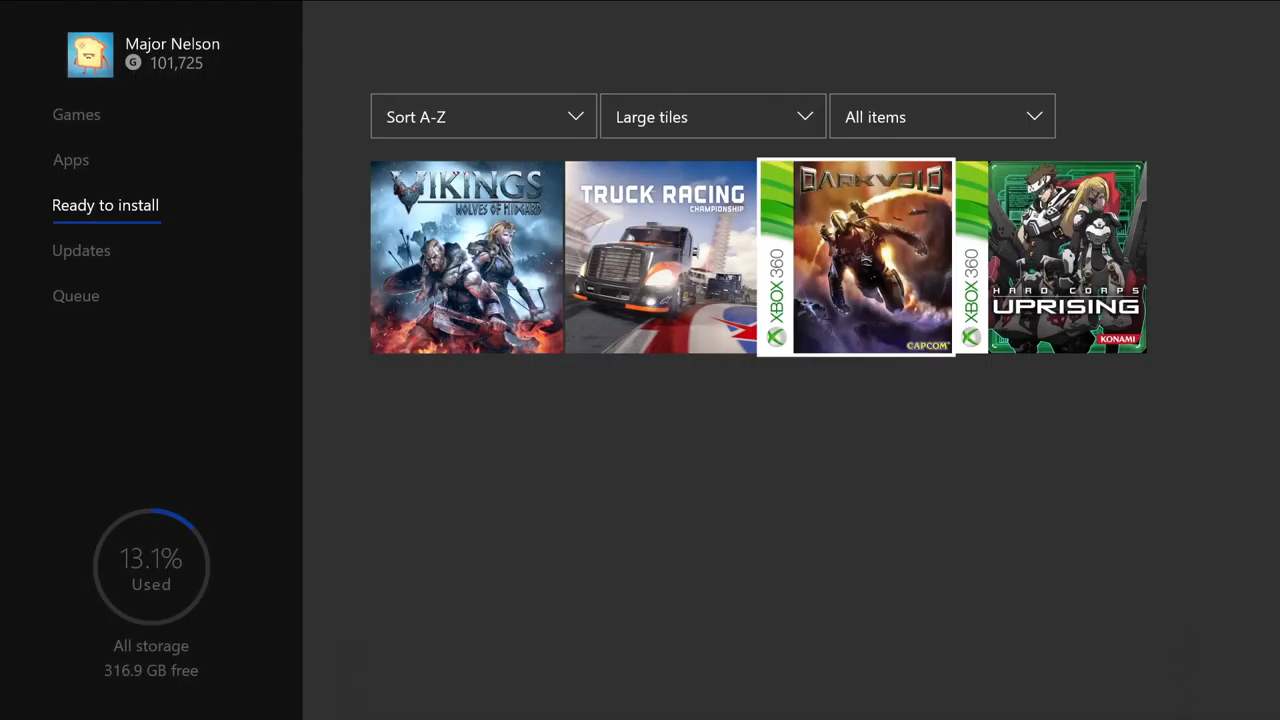 Major Nelson
G 101,725
Games
Apps
Ready to install
Updates
Queue
13.1%
Used
All storage
316.9 GB free
Sort A-Z
Large tiles
All items
VIKINGS
WOLVES OF MIDGARD
TRUCK RACING
CHAMPIONSHIP
XBOX 360
DARKVOID
CAPCOM
XBOX 360
HARD CORPS
UPRISING
KONAMI